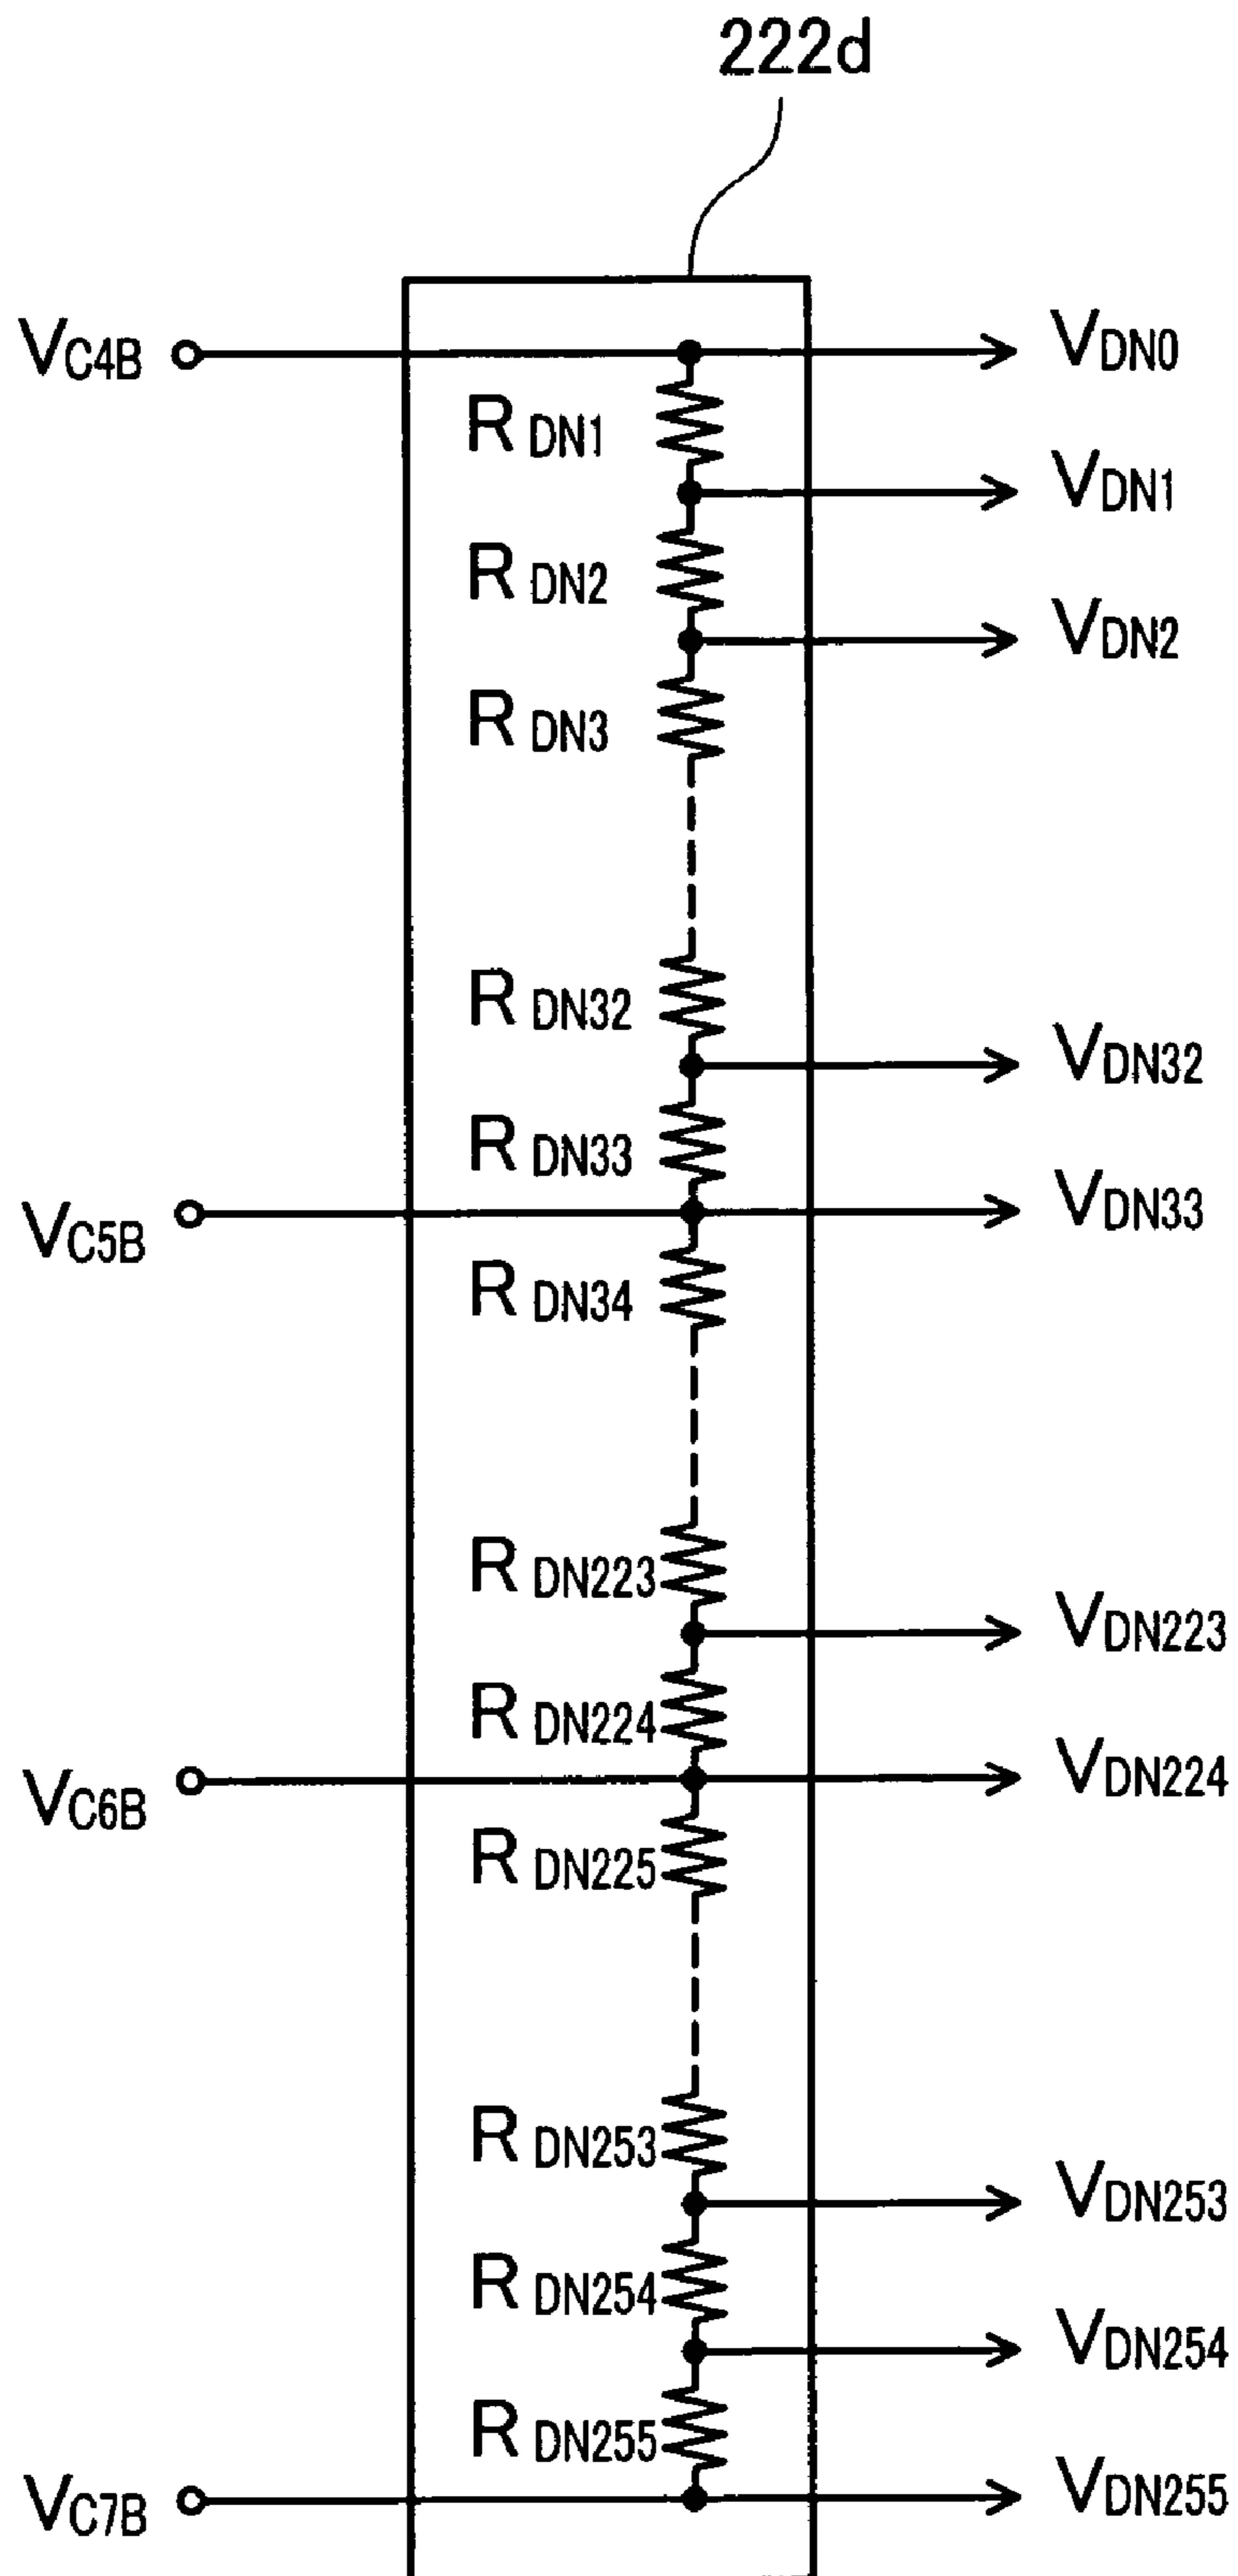 222d
VC4B
VDN0
RDN1
VDN1
RDN2
VDN2
RDN3
RDN32
VDN32
RDN33
VC5B
VDN33
RDN34
RDN223
VDN223
RDN224
VC6B
VDN224
RDN225
RDN253
VDN253
RDN254
VDN254
RDN255
VC7B
VDN255